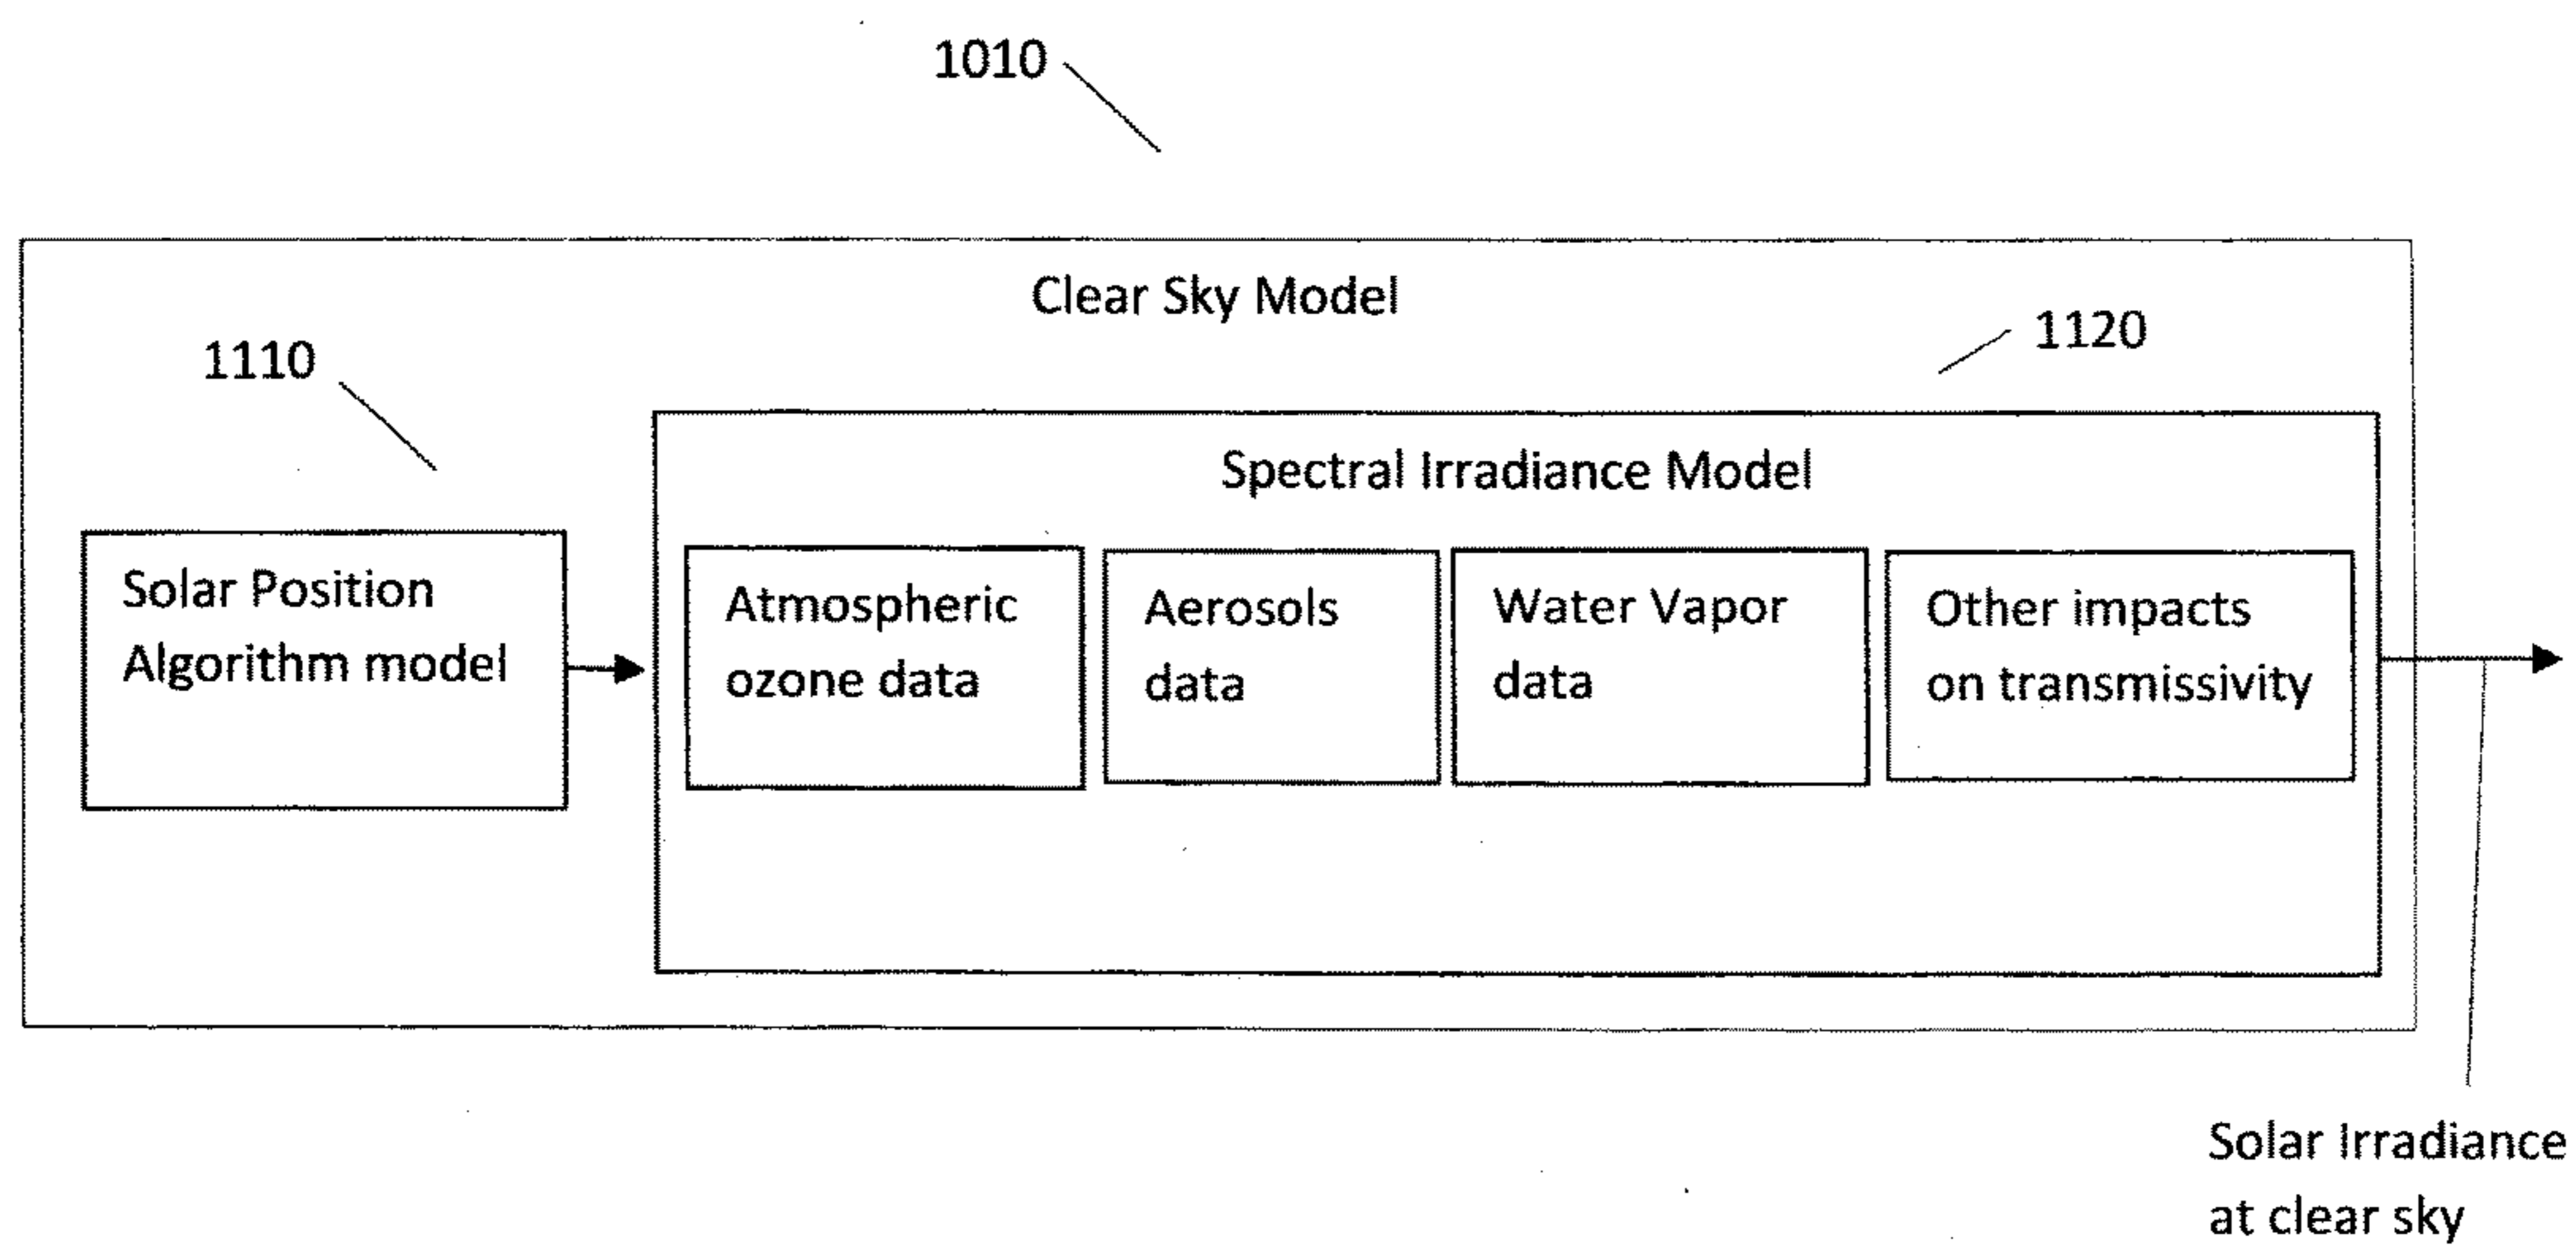 1010
Clear Sky Model
1110
1120
Spectral Irradiance Model
Solar Position
Algorithm model
Atmospheric
ozone data
Aerosols
data
Water Vapor
data
Other impacts
on transmissivity
Solar Irradiance
at clear sky